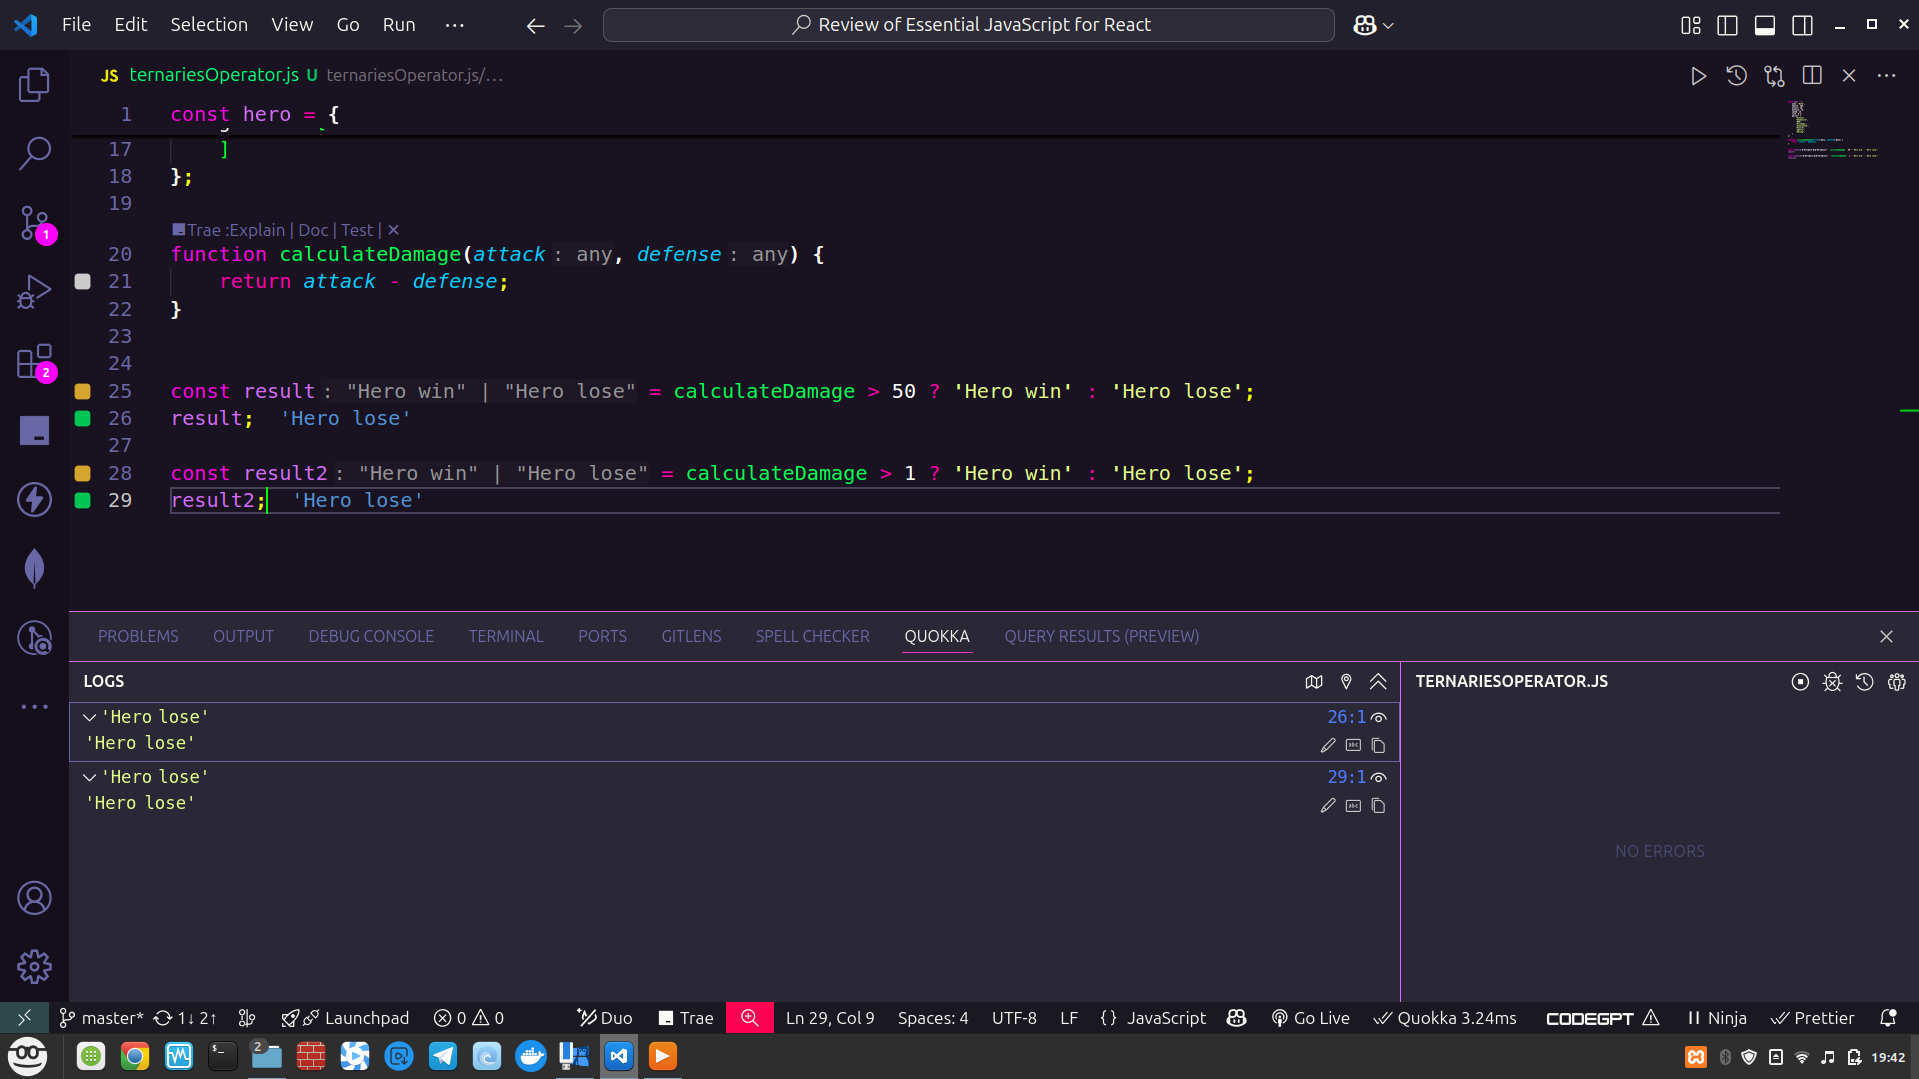 File Edit Selection View Go Run ···
Review of Essential JavaScript for React
JS ternariesOperator.js U ternariesOperator.js/...
1 const hero = {
17 ]
18 };
19
Trae :Explain | Doc | Test | ✕
20 function calculateDamage(attack: any, defense: any) {
21 return attack - defense;
22 }
23
24
25 const result: "Hero win" | "Hero lose" = calculateDamage > 50 ? 'Hero win' : 'Hero lose';
26 result; 'Hero lose'
27
28 const result2: "Hero win" | "Hero lose" = calculateDamage > 1 ? 'Hero win' : 'Hero lose';
29 result2; 'Hero lose'
1
2
PROBLEMS OUTPUT DEBUG CONSOLE TERMINAL PORTS GITLENS SPELL CHECKER QUOKKA QUERY RESULTS (PREVIEW)
LOGS
'Hero lose' 26:1
'Hero lose'
'Hero lose' 29:1
'Hero lose'
TERNARIESOPERATOR.JS
NO ERRORS
master* 1↓ 2↑ Launchpad 0 0 Duo Trae Ln 29, Col 9 Spaces: 4 UTF-8 LF {} JavaScript Go Live Quokka 3.24ms CODEGPT Ninja Prettier
2
19:42